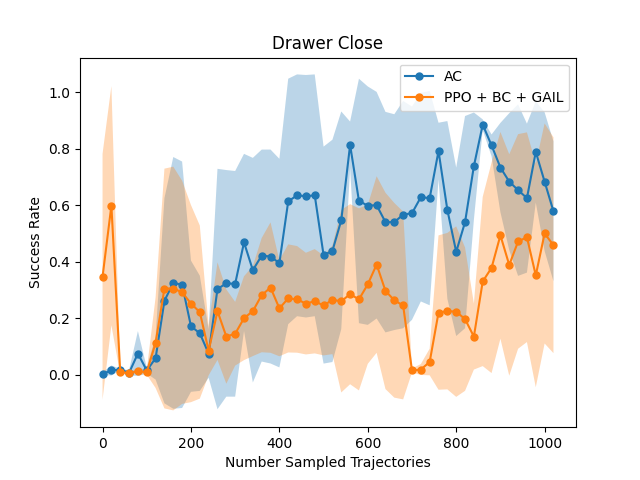 Drawer Close
AC
PPO + BC + GAIL
Success Rate
1.0
0.8
0.6
0.4
0.2
0.0
0
200
400
600
800
1000
Number Sampled Trajectories